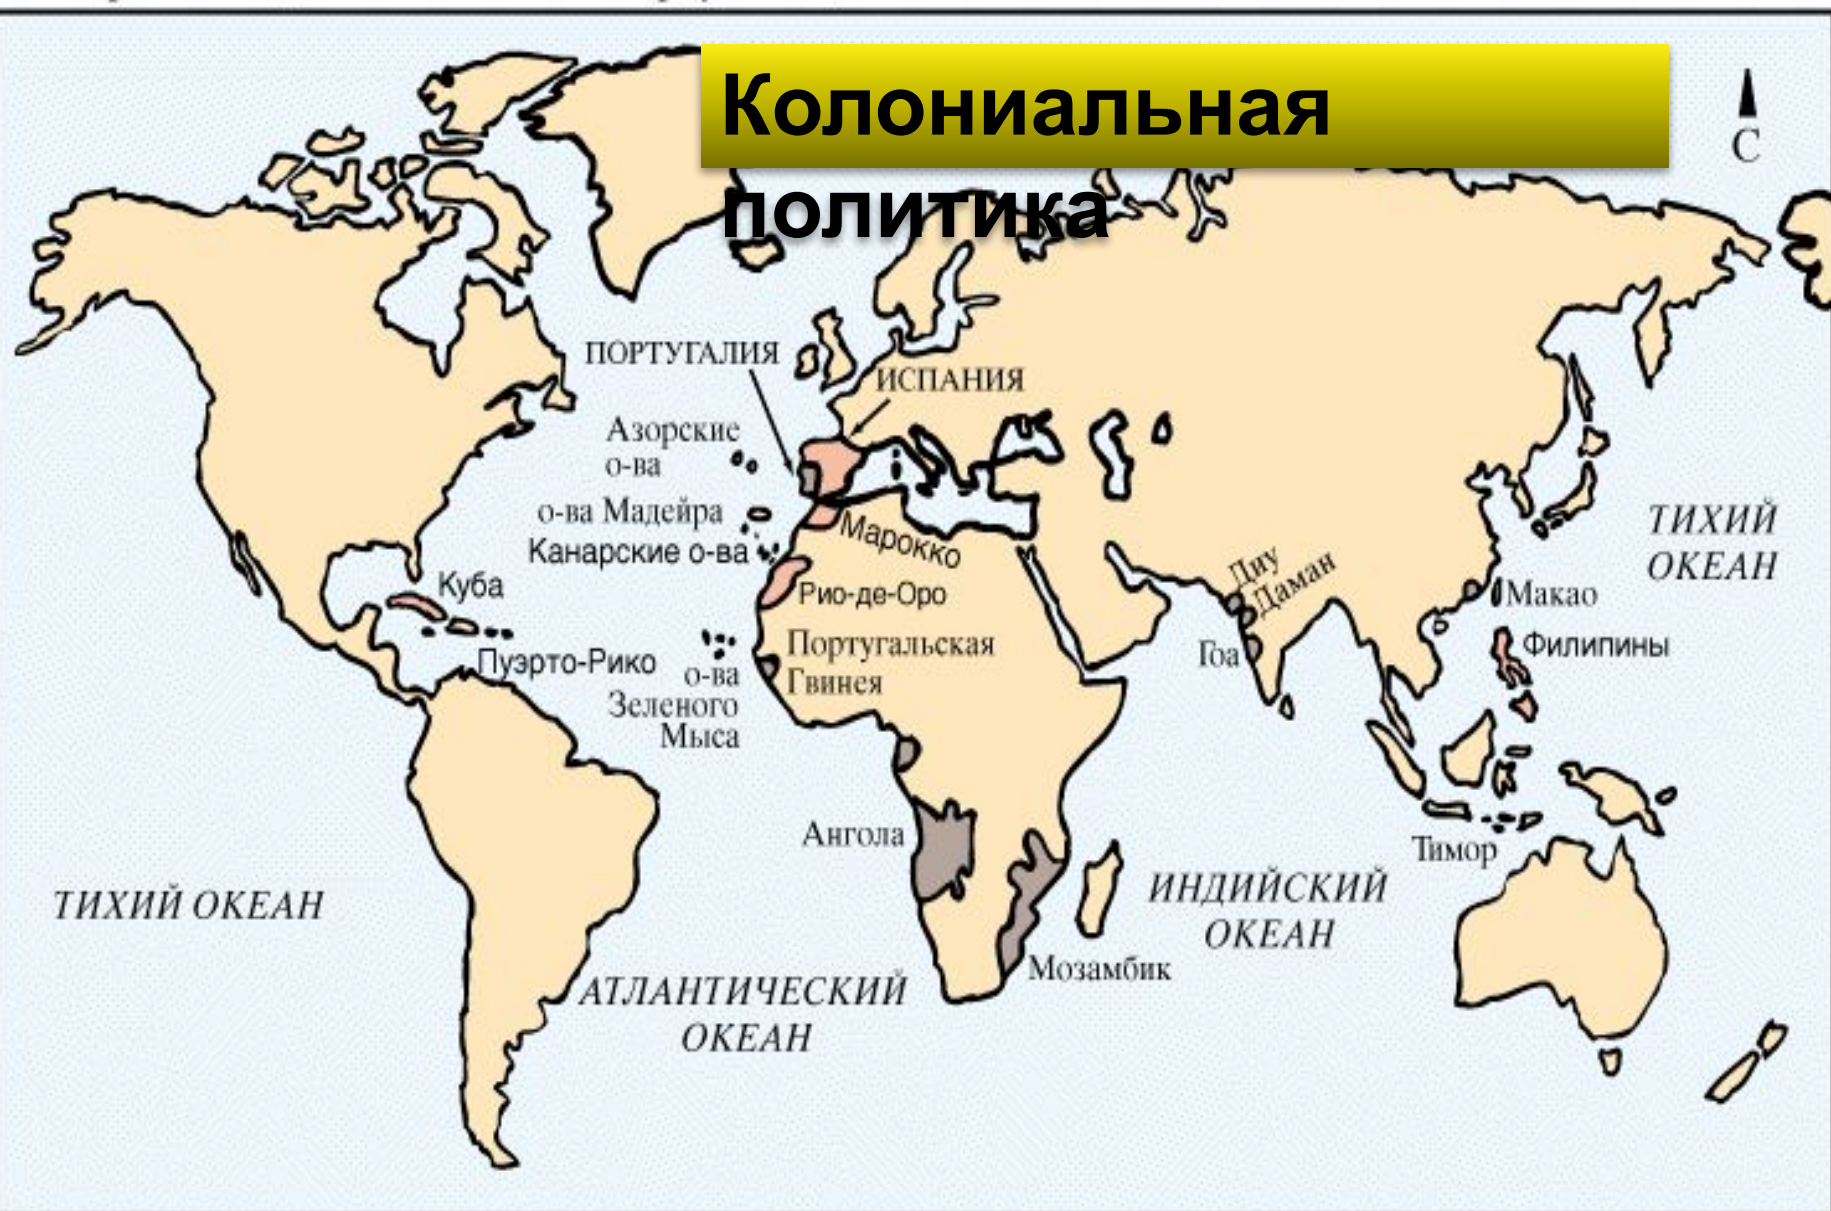 Колониальная
политика
С
ПОРТУГАЛИЯ
ИСПАНИЯ
Азорские
о-ва
о-ва Мадейра
Канарские о-ва
Марокко
Рио-де-Оро
Куба
Пуэрто-Рико
о-ва
Зеленого
Мыса
Португальская
Гвинея
Диу
Даман
Гоа
Макао
Филипины
ТИХИЙ
ОКЕАН
Ангола
Тимор
ТИХИЙ ОКЕАН
ИНДИЙСКИЙ
ОКЕАН
Мозамбик
АТЛАНТИЧЕСКИЙ
ОКЕАН